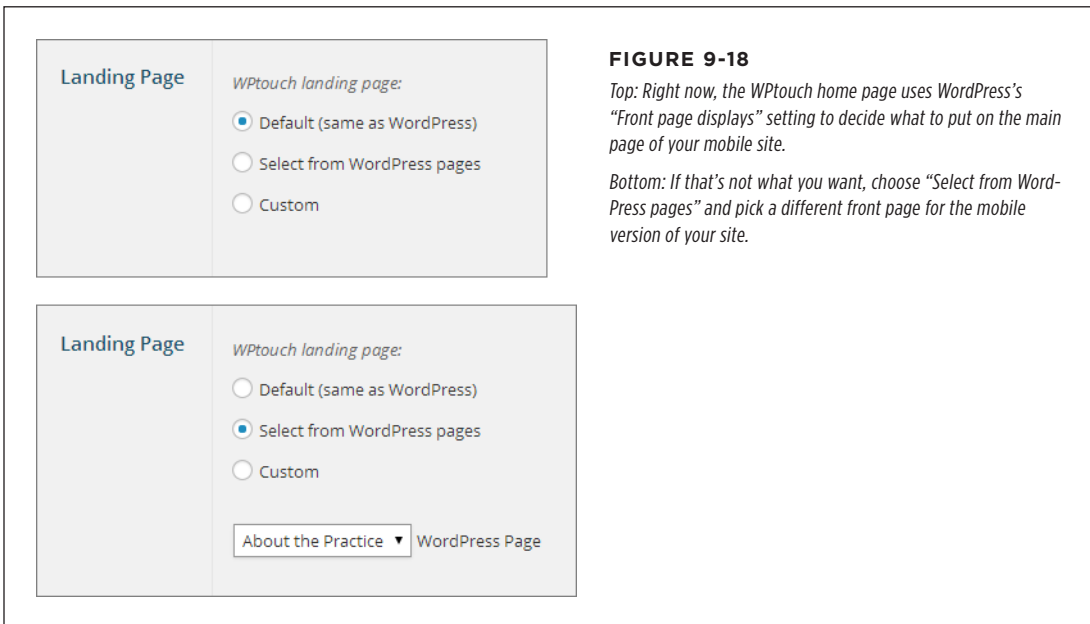 Landing Page
WPtouch landing page:
Default (same as WordPress)
Select from WordPress pages
Custom
FIGURE 9-18
Top: Right now, the WPtouch home page uses WordPress’s
“Front page displays” setting to decide what to put on the main
page of your mobile site.
Bottom: If that’s not what you want, choose “Select from Word-
Press pages” and pick a different front page for the mobile
version of your site.
Landing Page
WPtouch landing page:
Default (same as WordPress)
Select from WordPress pages
Custom
About the Practice WordPress Page